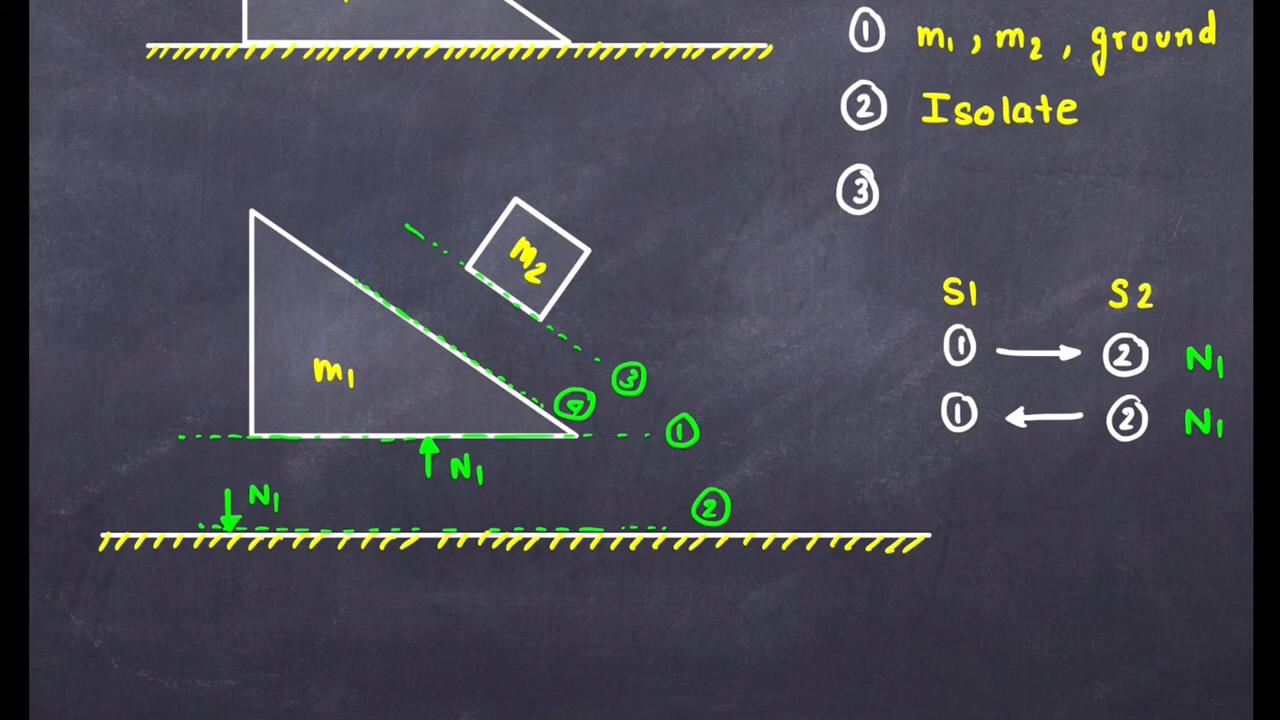 ① m₁, m₂, ground
② Isolate
③
m₂
S1 S2
① → ② N₁
③
m₁
④
① ← ② N₁
①
N₁
N₁
②